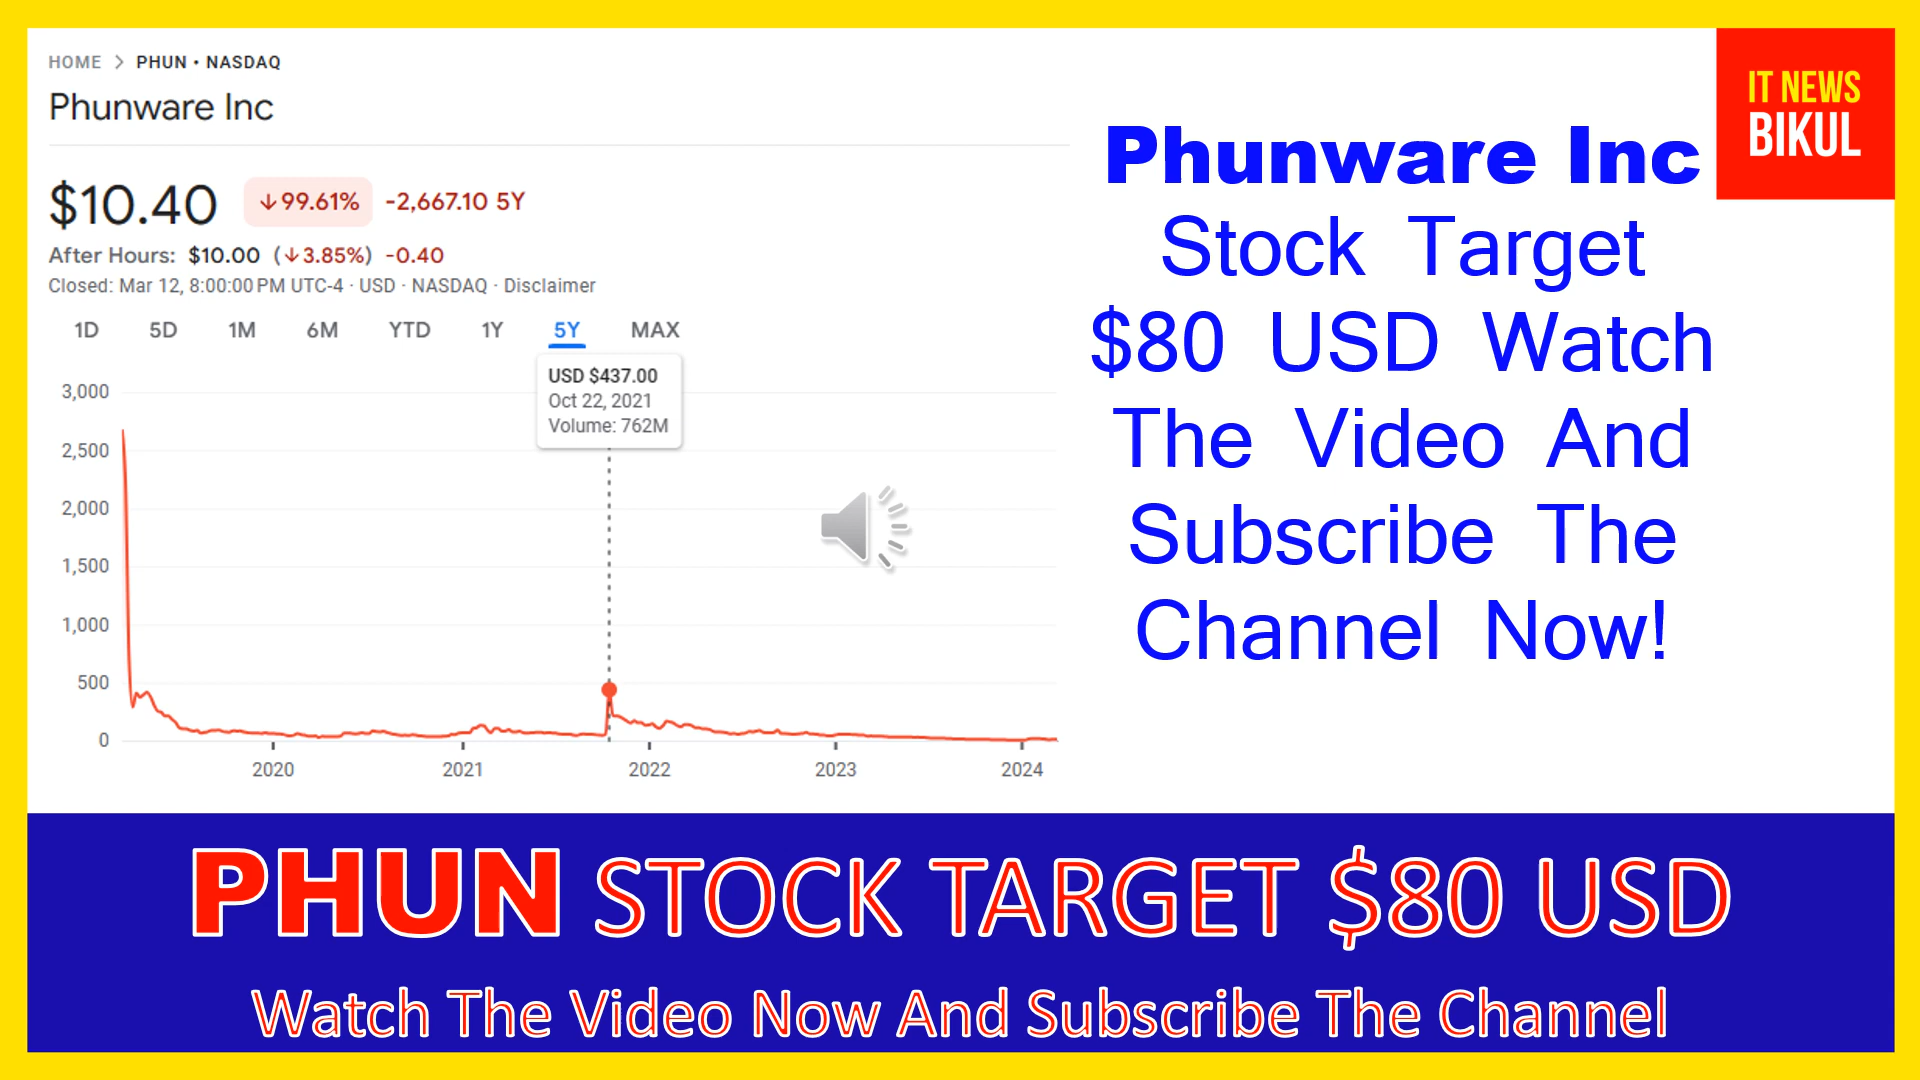 HOME > PHUN • NASDAQ
Phunware Inc
$10.40 ↓99.61% -2,667.10 5Y
After Hours: $10.00 (↓3.85%) -0.40
Closed: Mar 12, 8:00:00 PM UTC-4 · USD · NASDAQ · Disclaimer
1D 5D 1M 6M YTD 1Y 5Y MAX
USD $437.00
Oct 22, 2021
Volume: 762M
3,000
2,500
2,000
1,500
1,000
500
0
2020 2021 2022 2023 2024
Phunware Inc
Stock Target
$80 USD Watch
The Video And
Subscribe The
Channel Now!
IT NEWS
BIKUL
PHUN STOCK TARGET $80 USD
Watch The Video Now And Subscribe The Channel